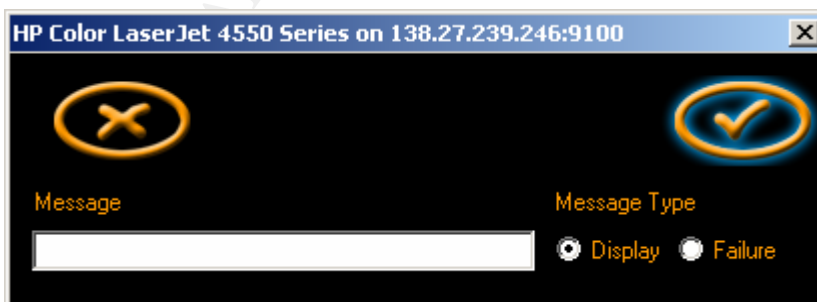 HP Color LaserJet 4550 Series on 138.27.239.246:9100
Message
Message Type
Display
Failure